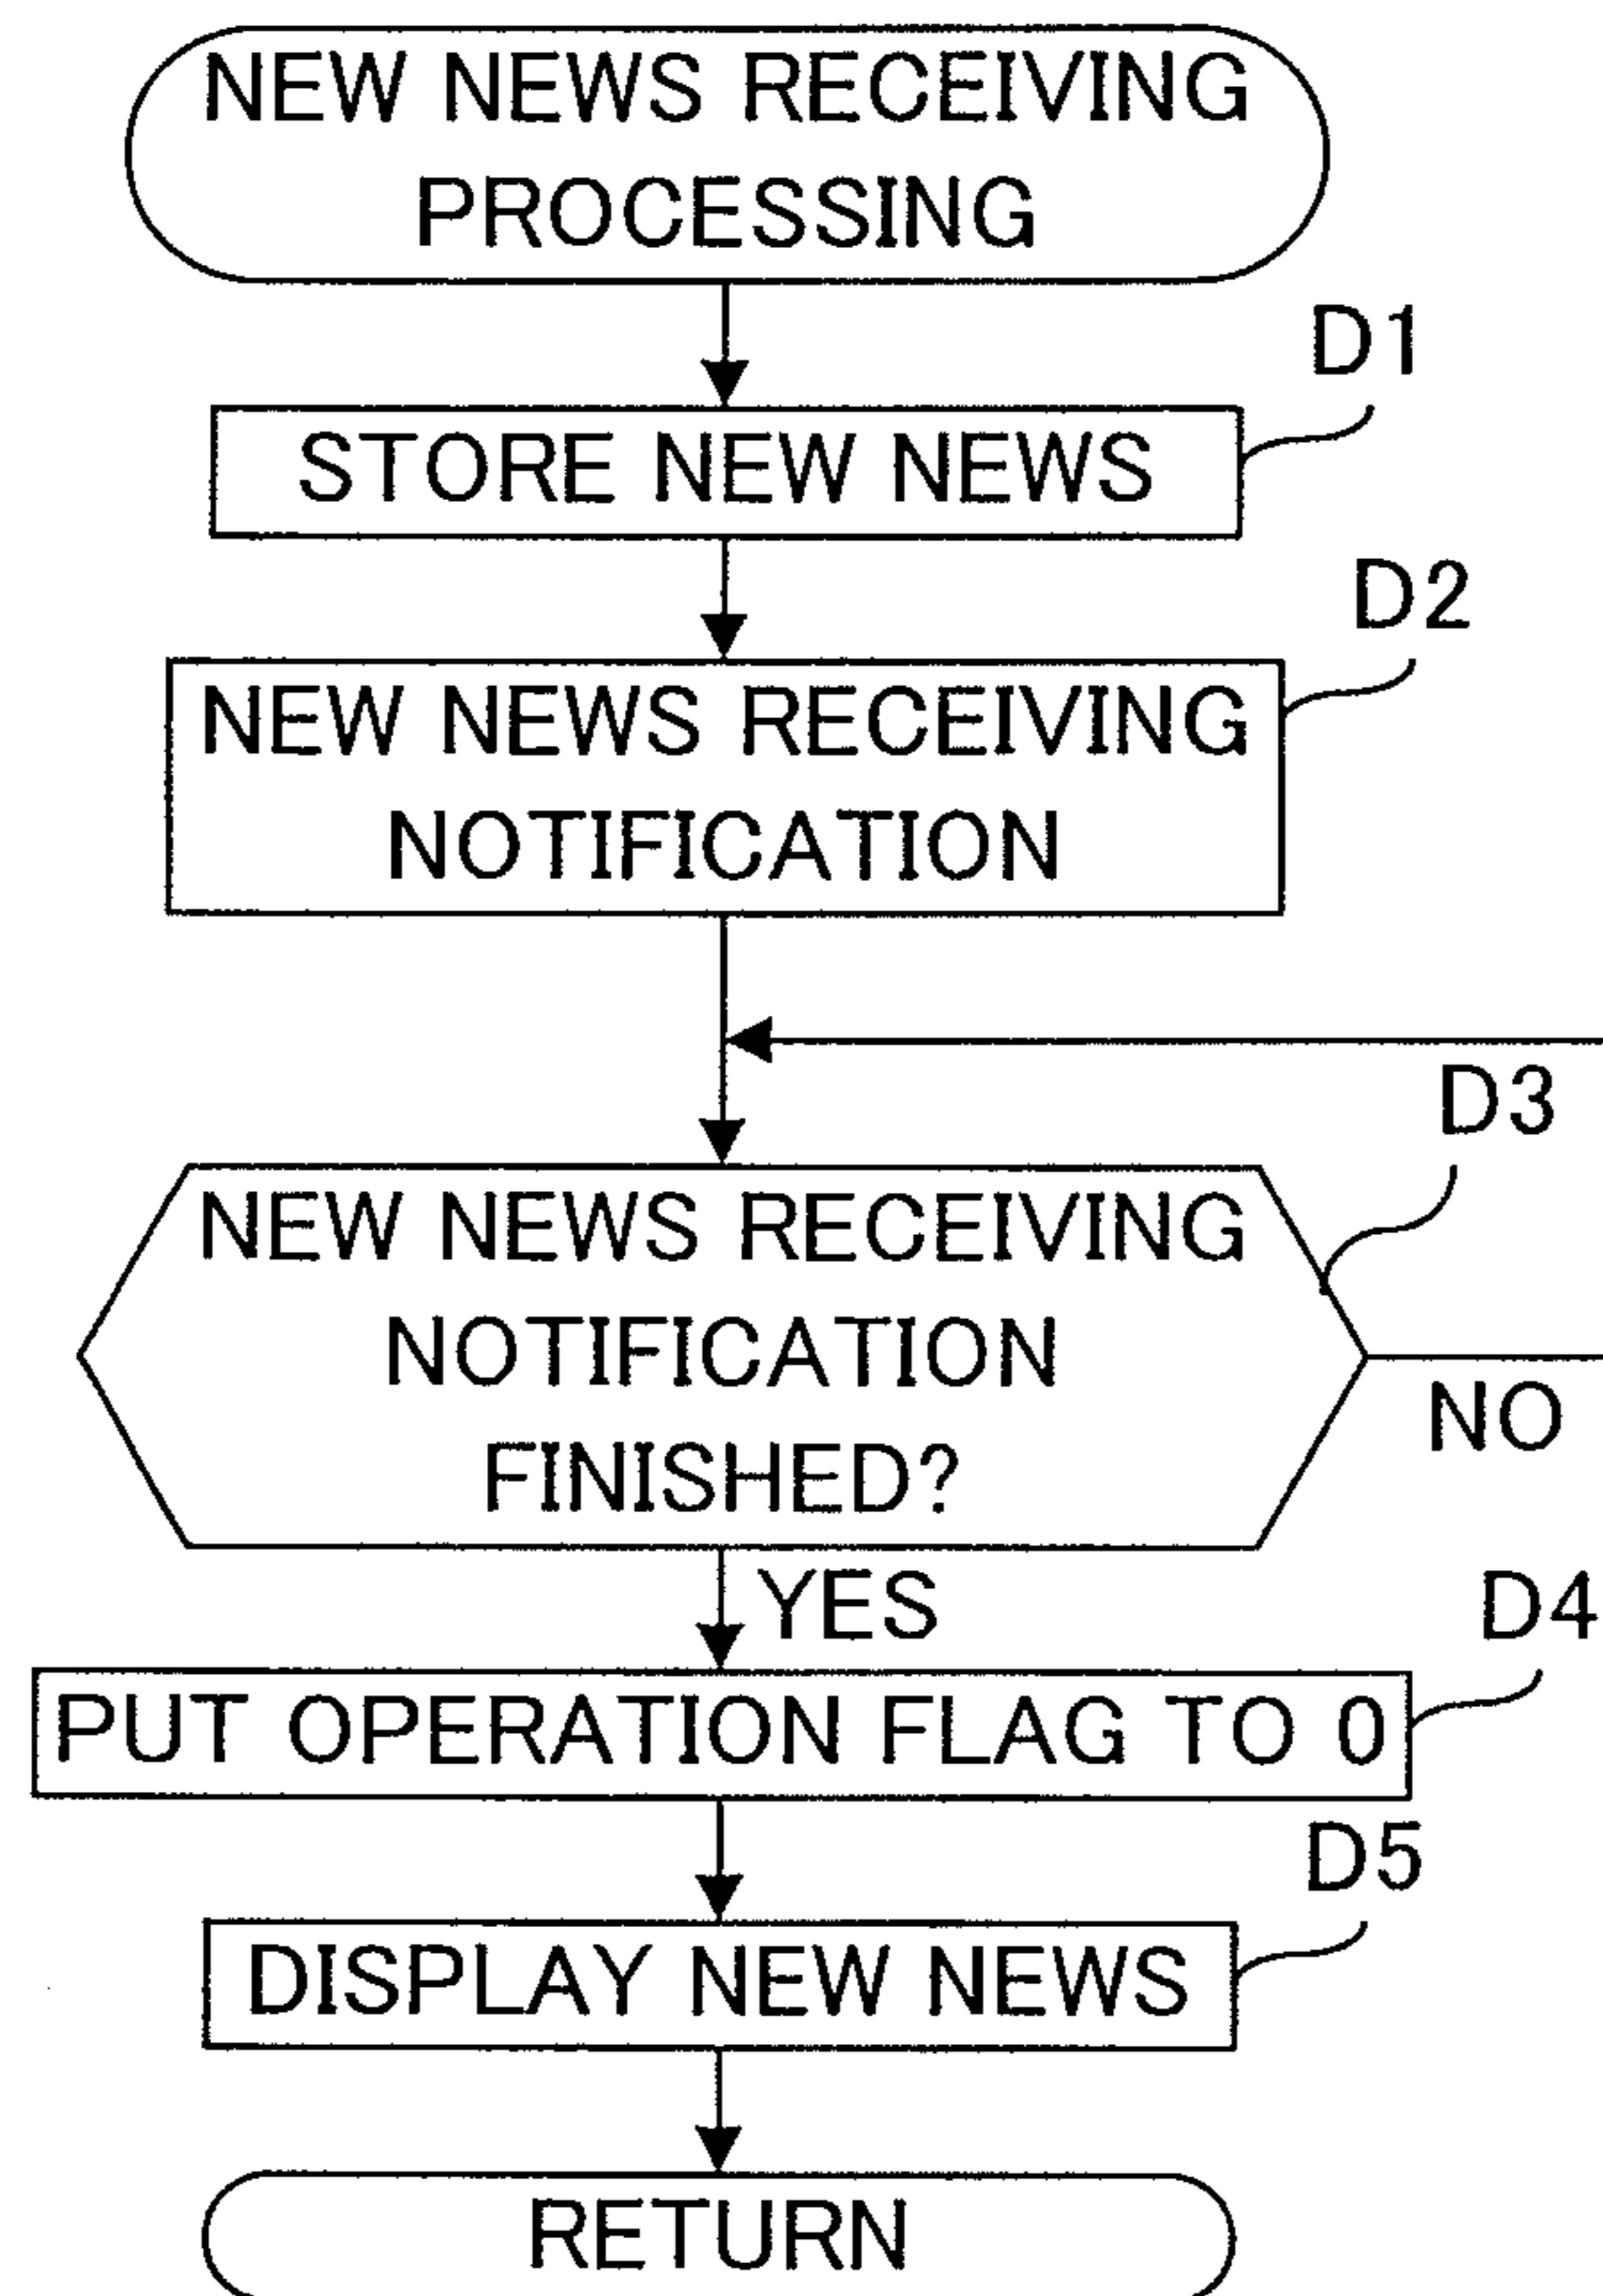 NEW NEWS RECEIVING
PROCESSING
D1
STORE NEW NEWS
D2
NEW NEWS RECEIVING
NOTIFICATION
D3
NEW NEWS RECEIVING
NOTIFICATION
FINISHED?
NO
YES
D4
PUT OPERATION FLAG TO 0
D5
DISPLAY NEW NEWS
RETURN